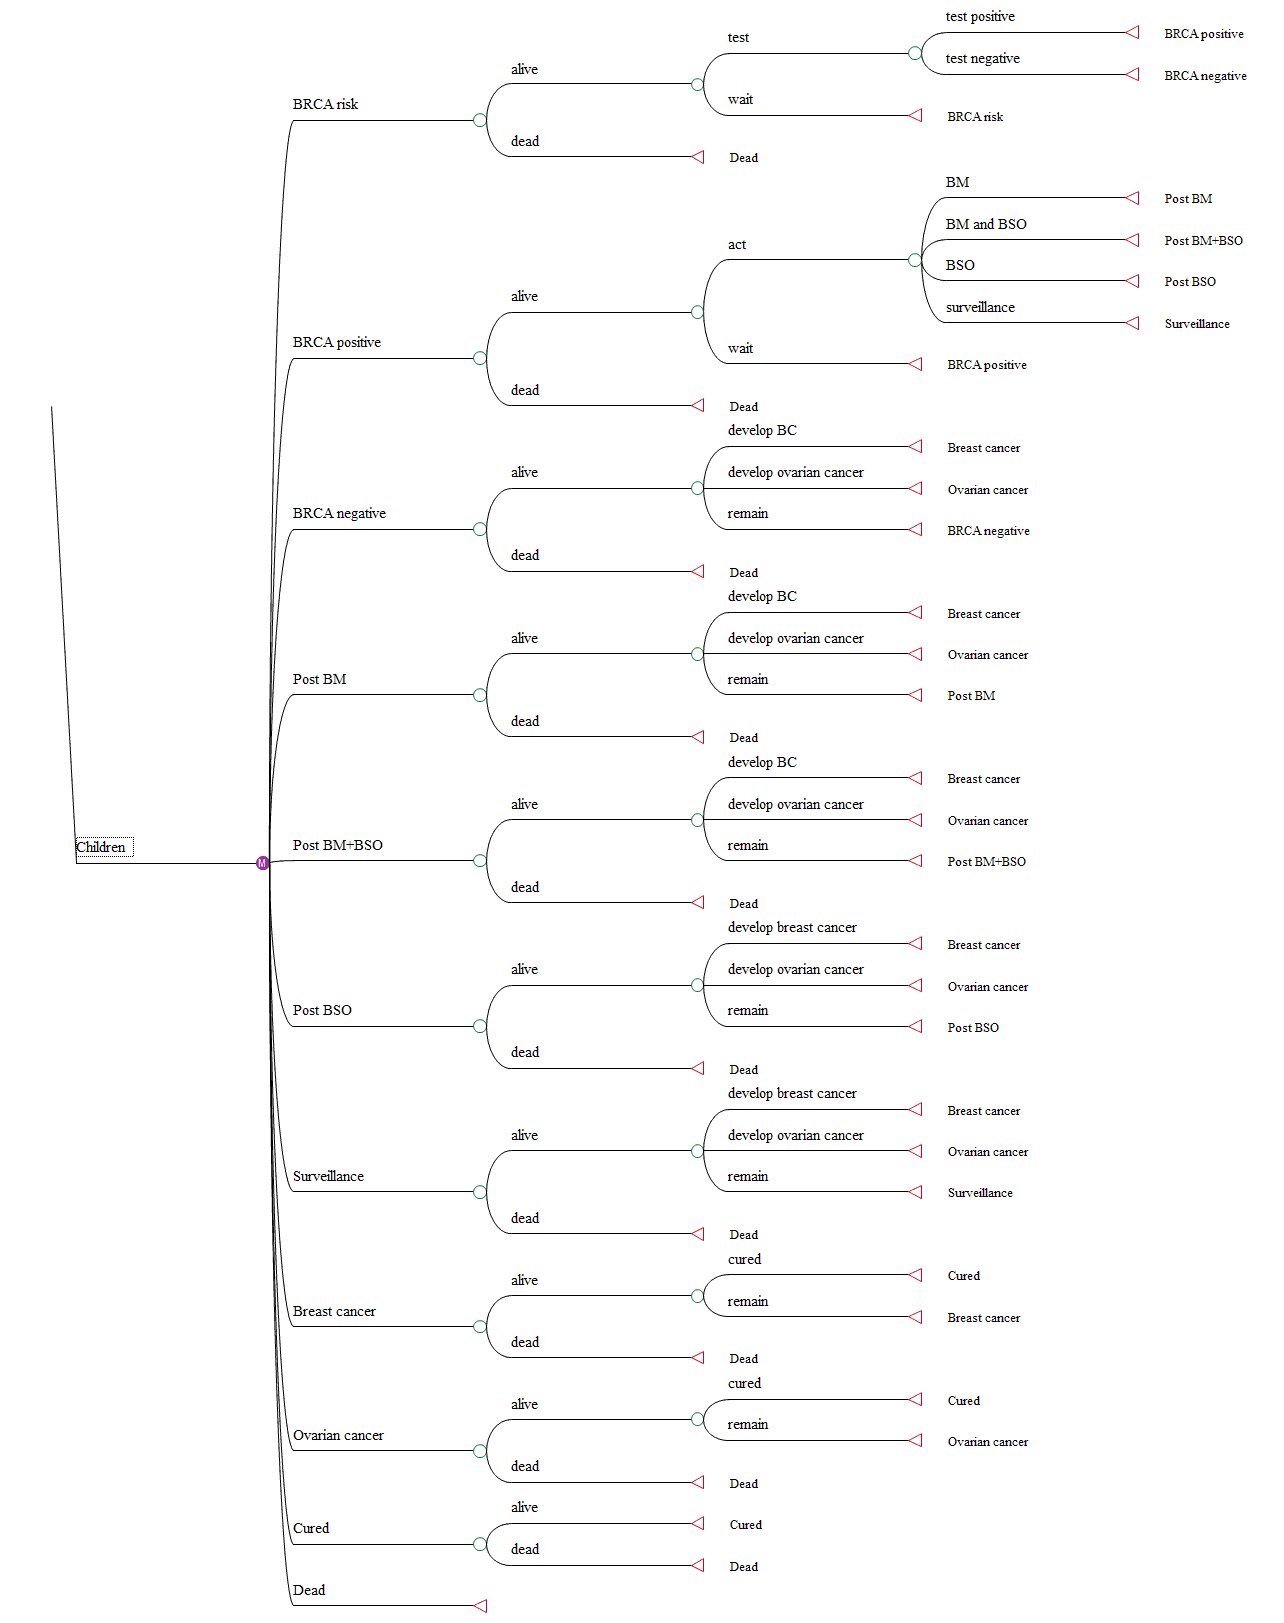 test positive
BRCA positive
test
test negative
BRCA negative
alive
wait
BRCA risk
BRCA risk
dead
Dead
BM
Post BM
BM and BSO
Post BM+BSO
act
BSO
Post BSO
alive
surveillance
Surveillance
BRCA positive
wait
BRCA positive
dead
Dead
develop BC
Breast cancer
alive
develop ovarian cancer
Ovarian cancer
BRCA negative
remain
BRCA negative
dead
Dead
develop BC
Breast cancer
alive
develop ovarian cancer
Ovarian cancer
Post BM
remain
Post BM
dead
Dead
develop BC
Breast cancer
alive
develop ovarian cancer
Ovarian cancer
Children
M
Post BM+BSO
remain
Post BM+BSO
dead
Dead
develop breast cancer
Breast cancer
alive
develop ovarian cancer
Ovarian cancer
Post BSO
remain
Post BSO
dead
Dead
develop breast cancer
Breast cancer
alive
develop ovarian cancer
Ovarian cancer
Surveillance
remain
Surveillance
dead
Dead
cured
Cured
alive
Breast cancer
remain
Breast cancer
dead
Dead
cured
Cured
alive
Ovarian cancer
remain
Ovarian cancer
dead
Dead
alive
Cured
Cured
dead
Dead
Dead